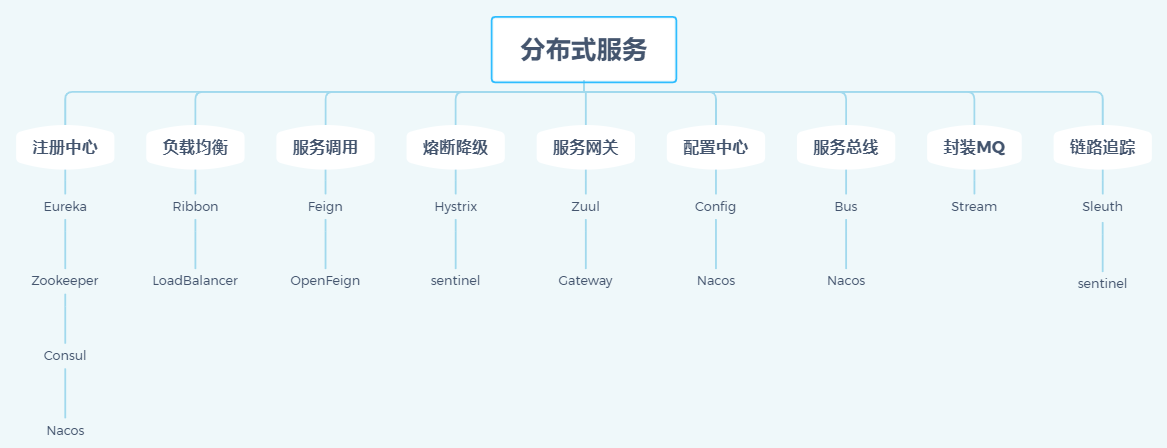 分布式服务
注册中心
负载均衡
服务调用
熔断降级
服务网关
配置中心
服务总线
封装MQ
链路追踪
Eureka
Ribbon
Feign
Hystrix
Zuul
Config
Bus
Stream
Sleuth
Zookeeper
LoadBalancer
OpenFeign
sentinel
Gateway
Nacos
Nacos
sentinel
Consul
Nacos